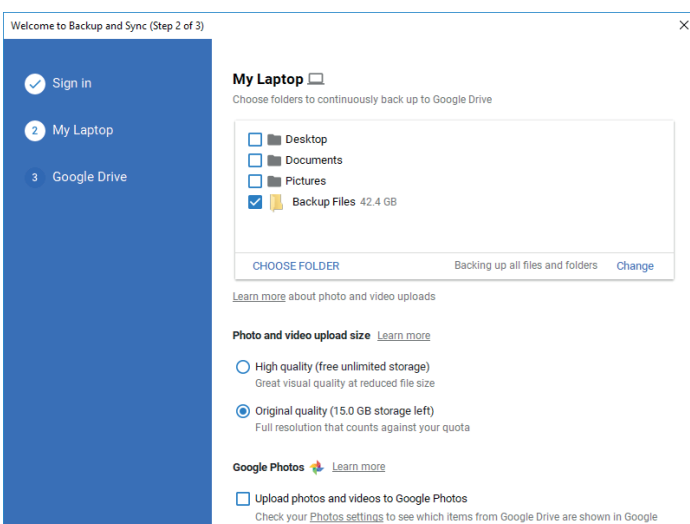 Welcome to Backup and Sync (Step 2 of 3)
Sign in
2 My Laptop
3 Google Drive
My Laptop
Choose folders to continuously back up to Google Drive
Desktop
Documents
Pictures
Backup Files 42.4 GB
CHOOSE FOLDER Backing up all files and folders Change
Learn more about photo and video uploads
Photo and video upload size Learn more
High quality (free unlimited storage)
Great visual quality at reduced file size
Original quality (15.0 GB storage left)
Full resolution that counts against your quota
Google Photos Learn more
Upload photos and videos to Google Photos
Check your Photos settings to see which items from Google Drive are shown in Google